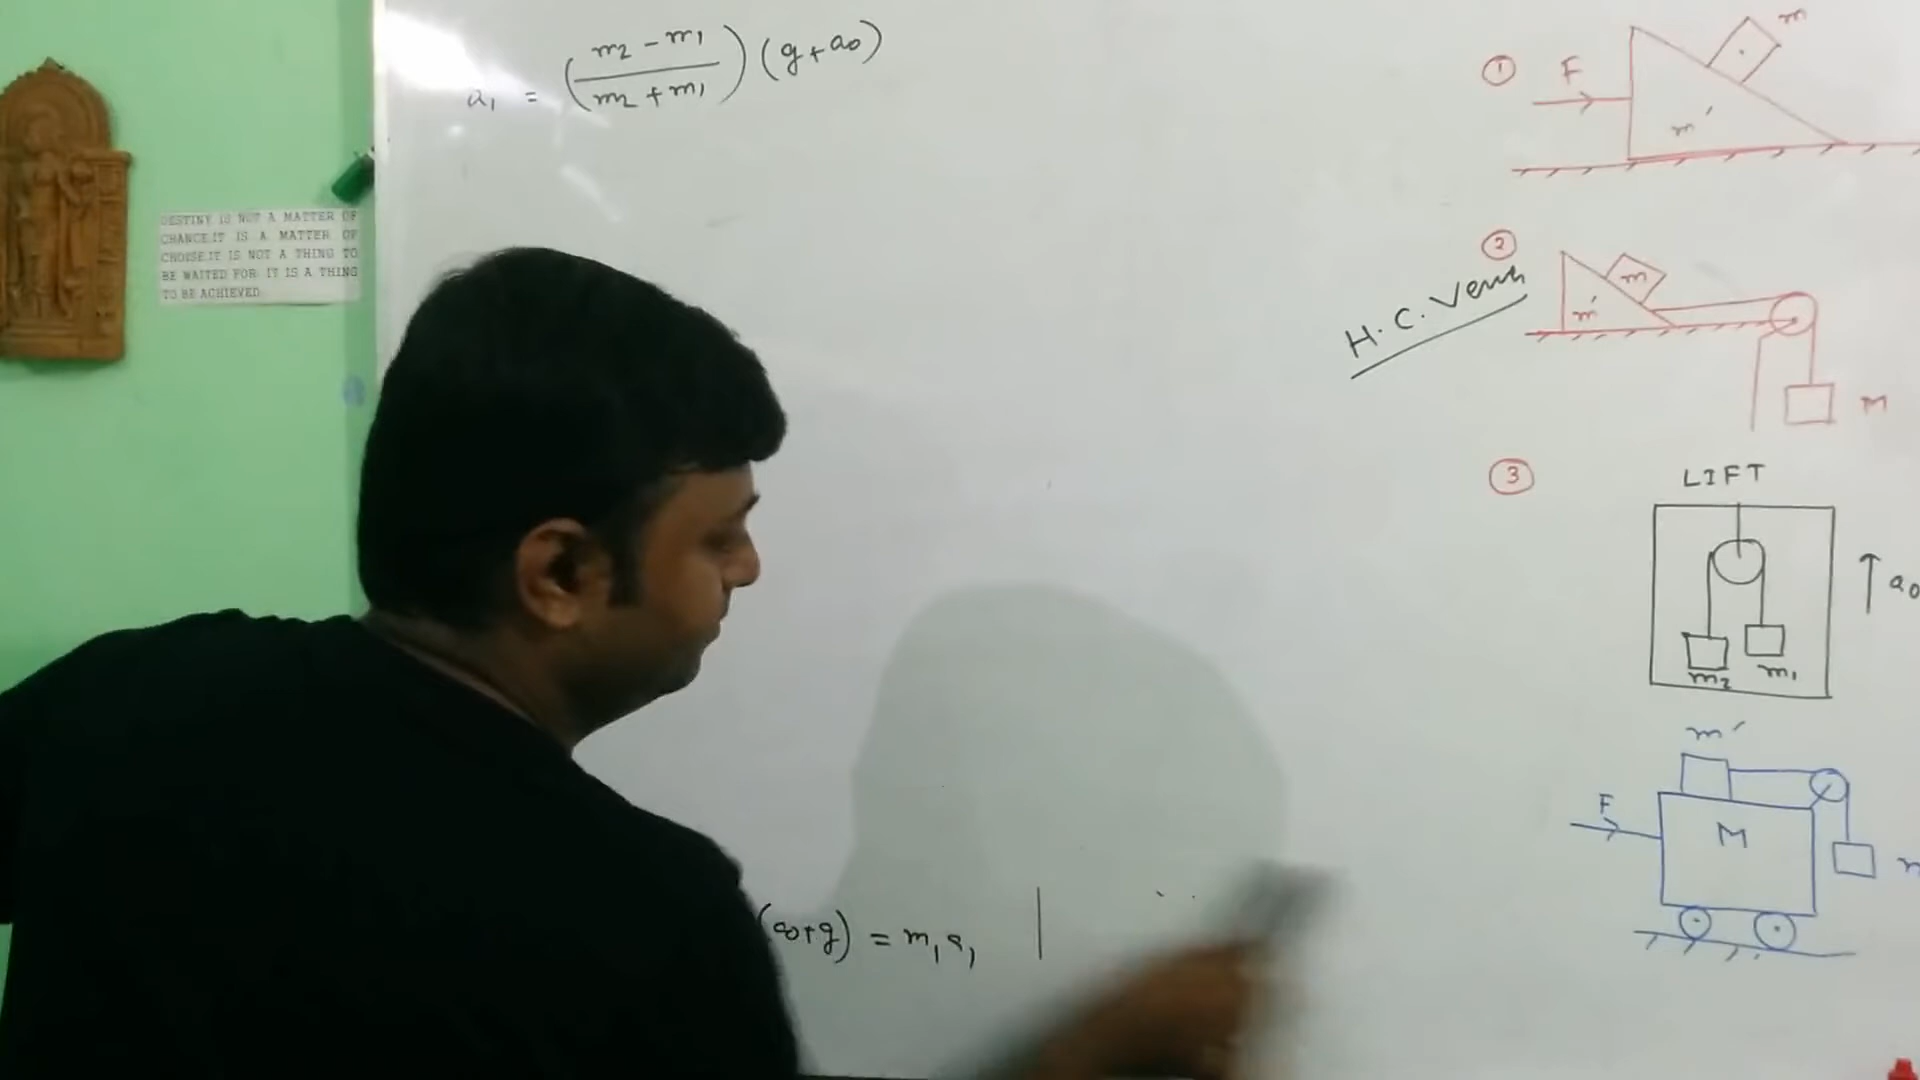 a₁ = (m₂ - m₁ / m₂ + m₁) (g + a₀)
DESTINY IS NOT A MATTER OF
CHANCE.IT IS A MATTER OF
CHOISE.IT IS NOT A THING TO
BE WAITED FOR IT IS A THING
TO BE ACHIEVED
(a₀+g) = m₁a₁
① F m
m′
②
H.C. Verma
m
m′
M
③ LIFT
a₀
m₂ m₁
m′
F
M